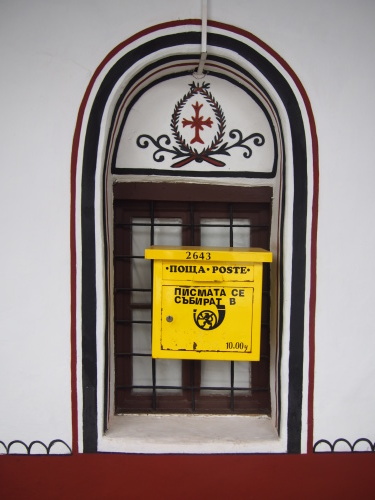 2643
·ПОЩА·POSTE·
ПИСМАТА СЕ
СЪБИРАТ В
10.00ч